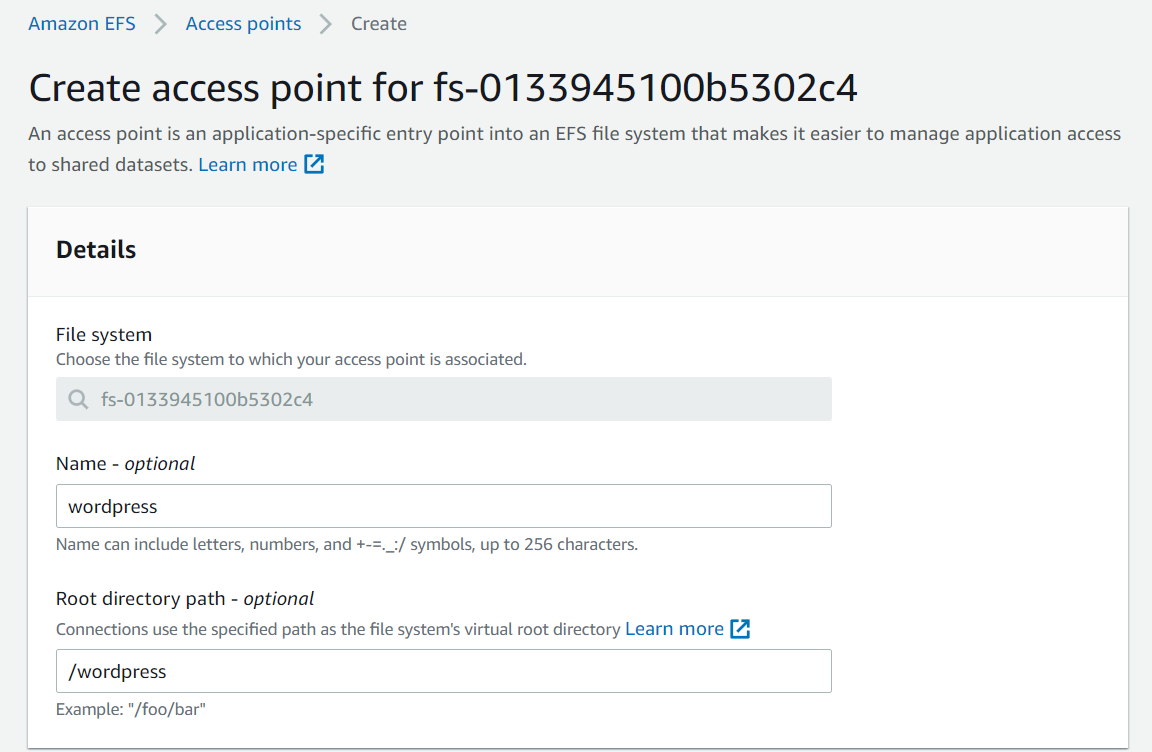 Amazon EFS > Access points > Create
Create access point for fs-0133945100b5302c4
An access point is an application-specific entry point into an EFS file system that makes it easier to manage application access
to shared datasets. Learn more
Details
File system
Choose the file system to which your access point is associated.
fs-0133945100b5302c4
Name - optional
wordpress
Name can include letters, numbers, and +-=._:/ symbols, up to 256 characters.
Root directory path - optional
Connections use the specified path as the file system's virtual root directory Learn more
/wordpress
Example: "/foo/bar"